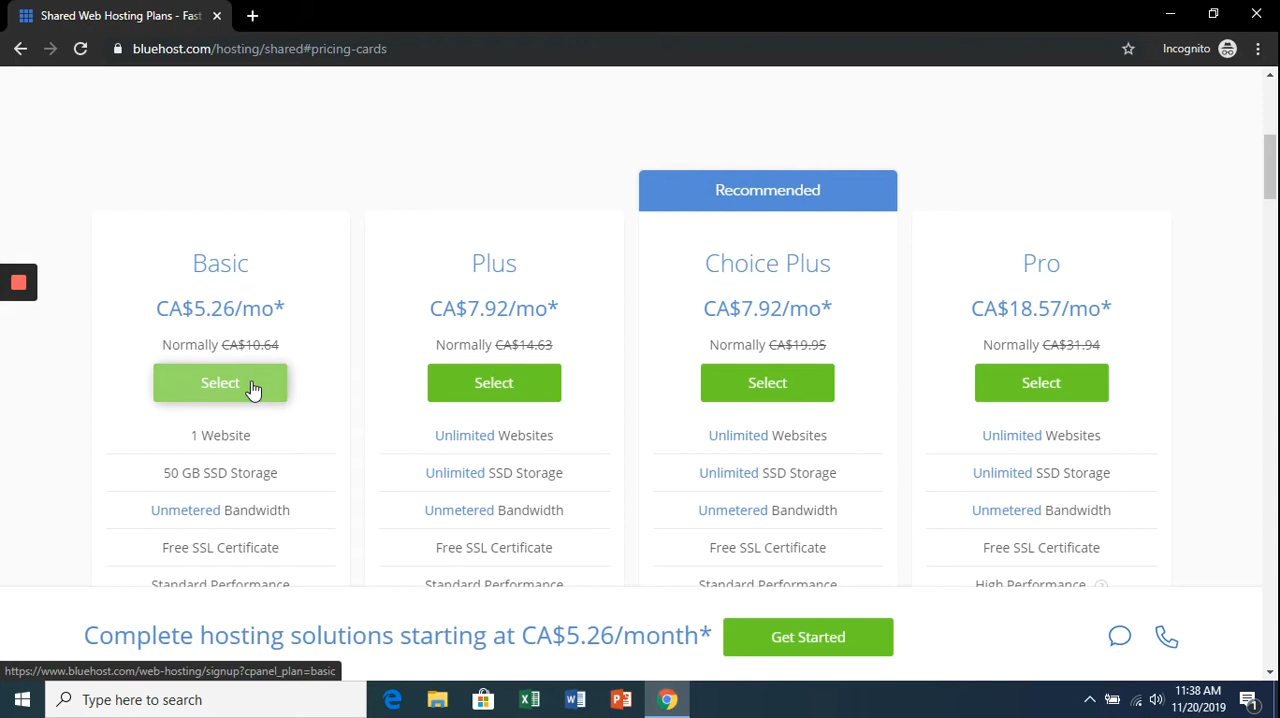 Shared Web Hosting Plans - Fast
bluehost.com/hosting/shared#pricing-cards
Incognito
Recommended
Basic
CA$5.26/mo*
Normally CA$10.64
Select
1 Website
50 GB SSD Storage
Unmetered Bandwidth
Free SSL Certificate
Standard Performance
Plus
CA$7.92/mo*
Normally CA$14.63
Select
Unlimited Websites
Unlimited SSD Storage
Unmetered Bandwidth
Free SSL Certificate
Standard Performance
Choice Plus
CA$7.92/mo*
Normally CA$19.95
Select
Unlimited Websites
Unlimited SSD Storage
Unmetered Bandwidth
Free SSL Certificate
Standard Performance
Pro
CA$18.57/mo*
Normally CA$31.94
Select
Unlimited Websites
Unlimited SSD Storage
Unmetered Bandwidth
Free SSL Certificate
High Performance
Complete hosting solutions starting at CA$5.26/month*
Get Started
https://www.bluehost.com/web-hosting/signup?cpanel_plan=basic
Type here to search
11:38 AM
11/20/2019
1